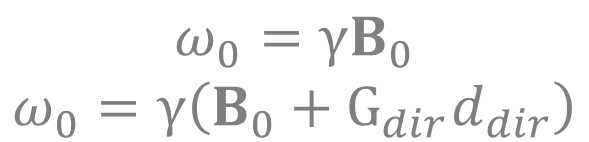 ω₀ = γB₀
ω₀ = γ(B₀ + G_dir d_dir)